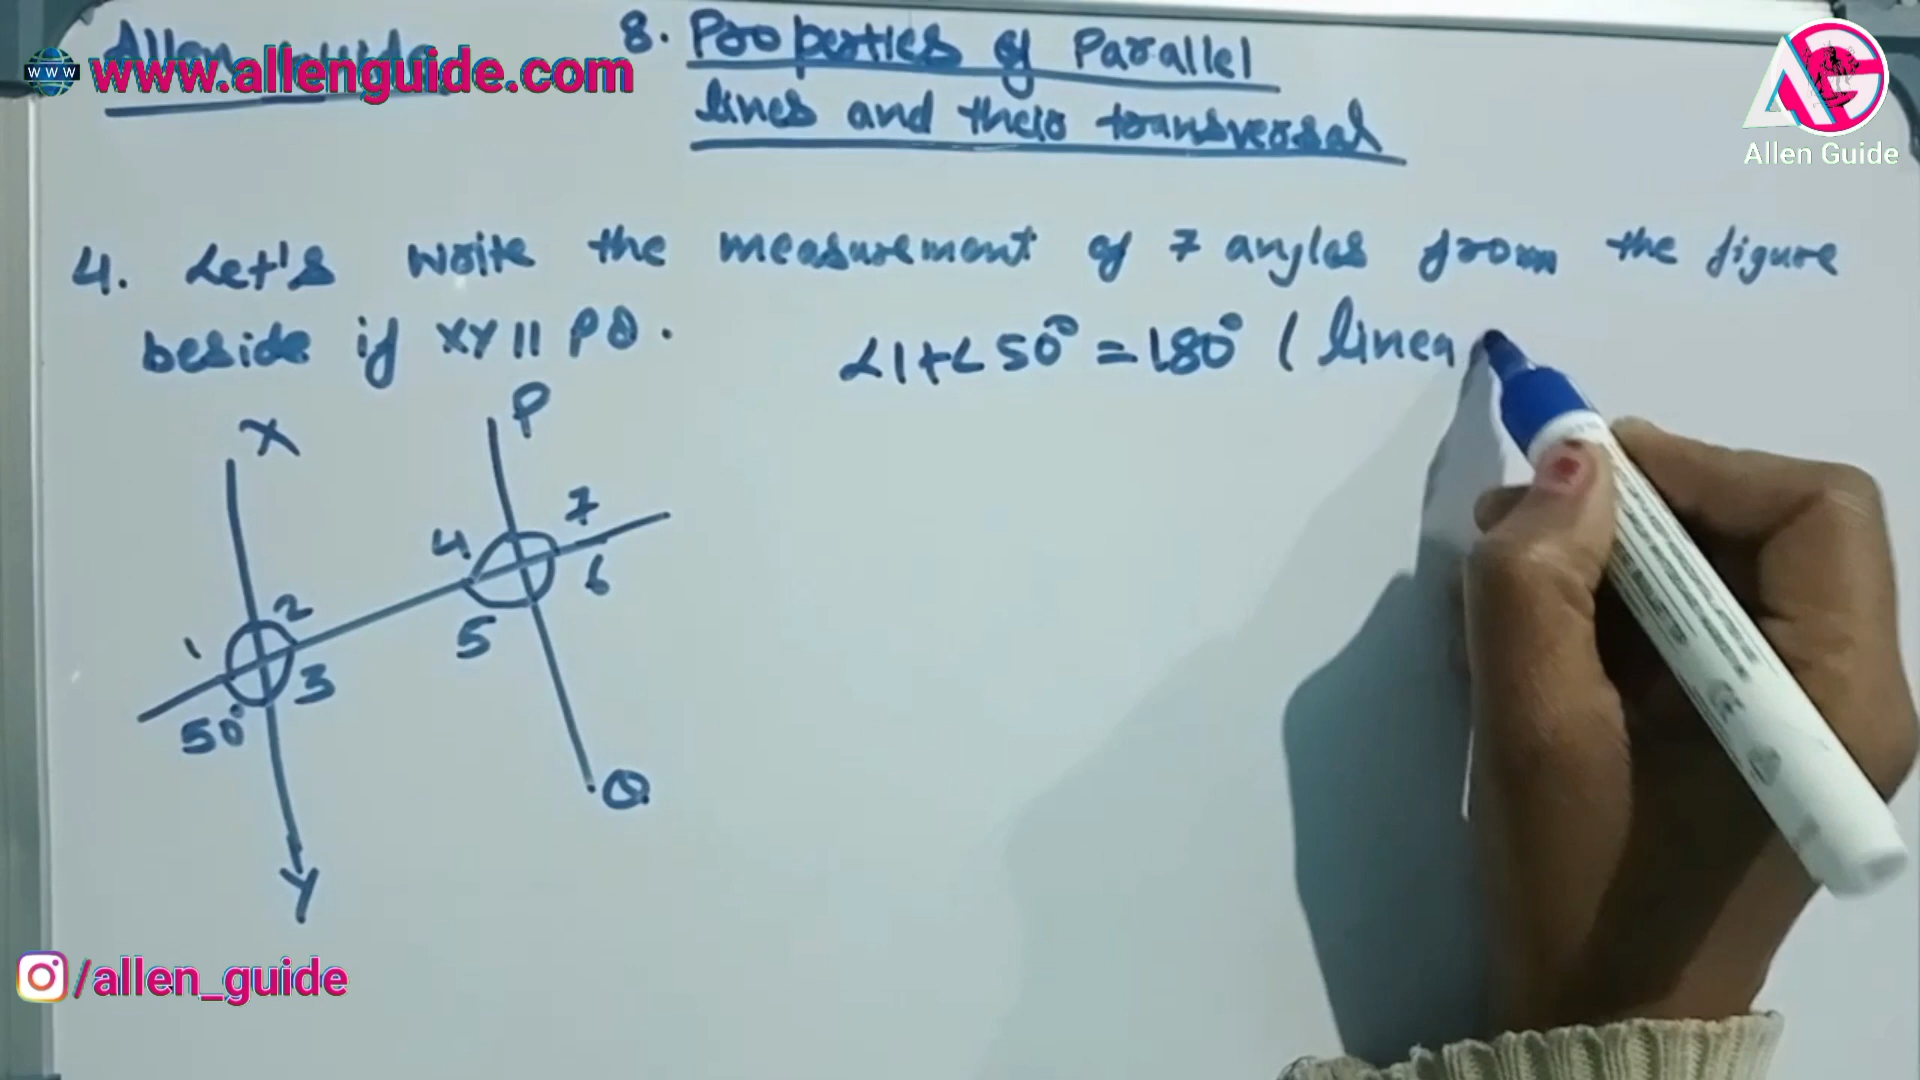 www.allenguide.com
8. Properties of Parallel
lines and their transversal
Allen Guide
4. Let's write the measurement of 7 angles from the figure
beside if XY || PQ.
∠1+∠50° = 180° ( linea
X
P
4
7
1
2
5
6
50°
3
Q
Y
/allen_guide